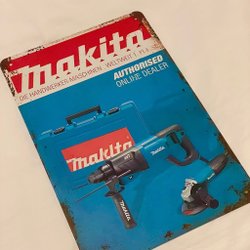 makita
DIE HANDWERKER MASCHINEN
AUTHORISED
ONLINE DEALER
makita
makita